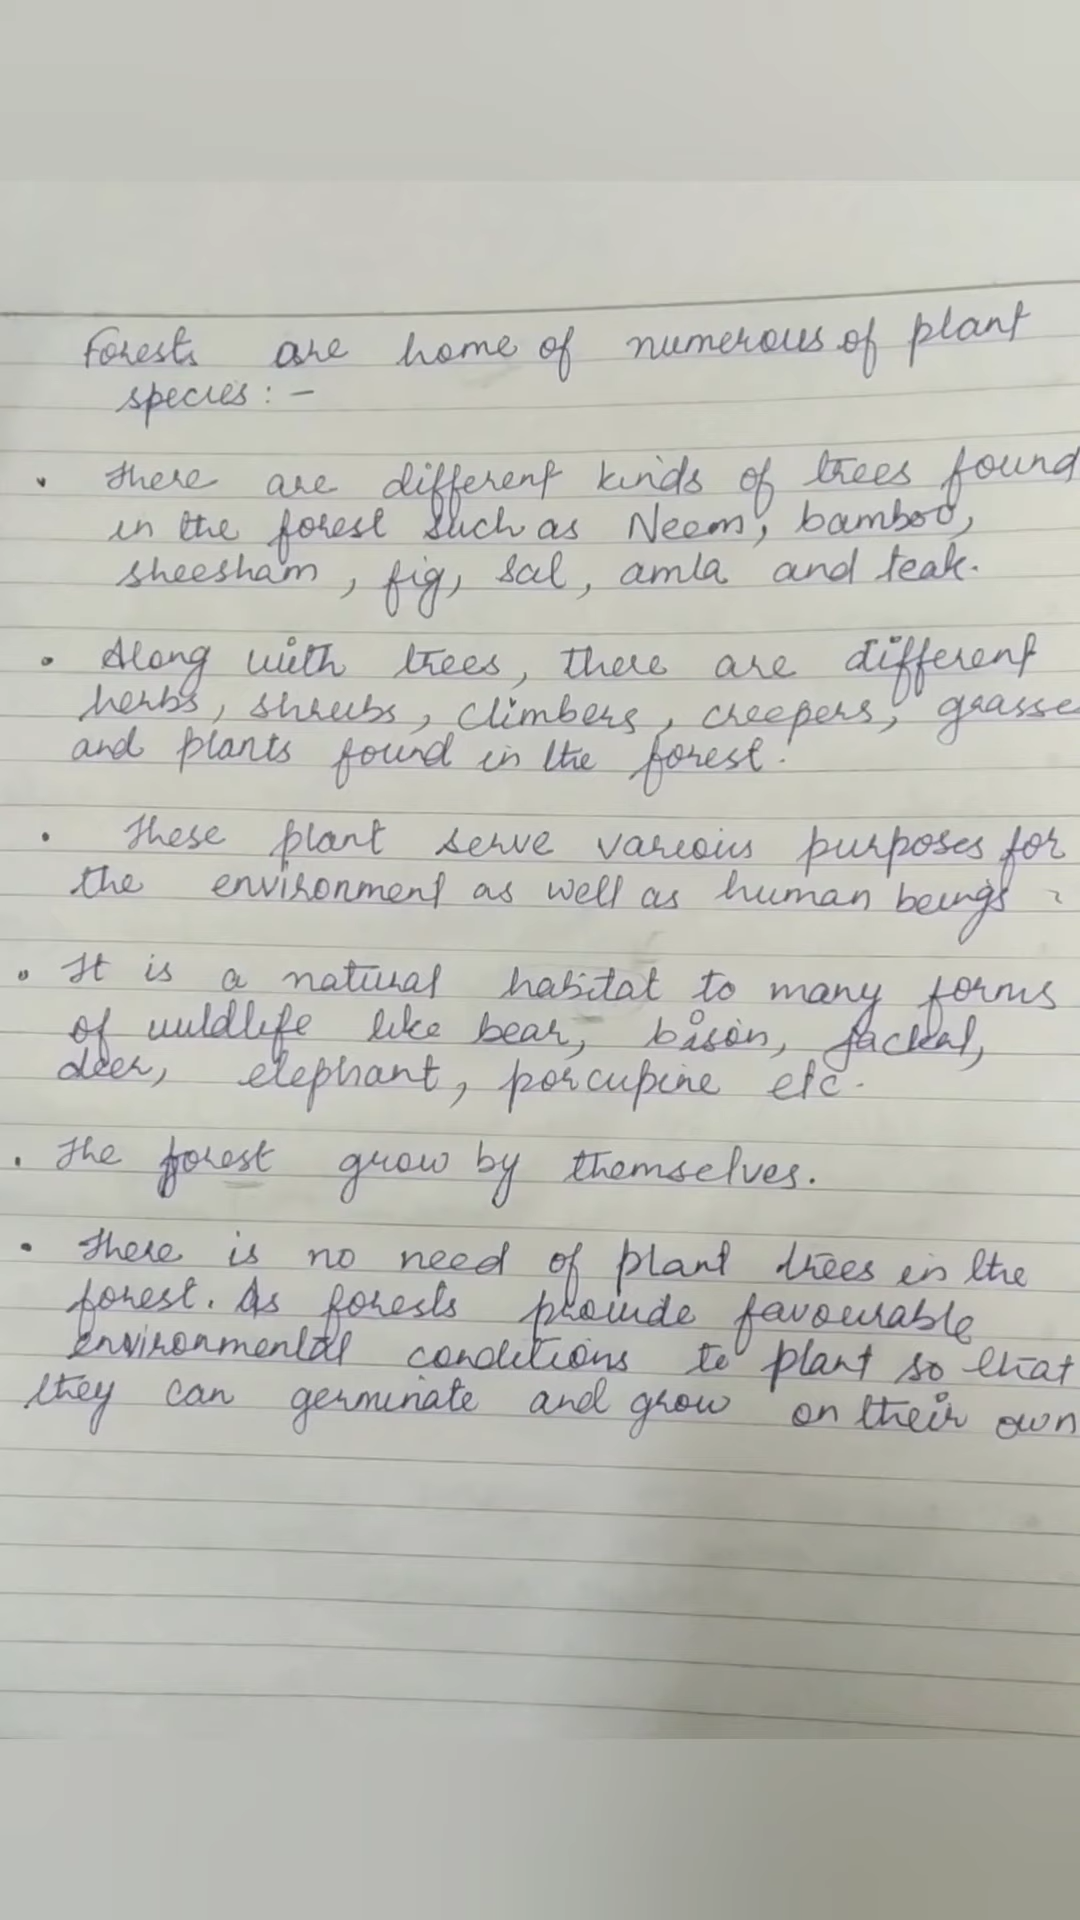 Forests are home of numerous of plant
species: -
• There are different kinds of trees found
in the forest such as Neem, bamboo,
sheesham, fig, sal, amla and teak.
• Along with trees, there are different
herbs, shrubs, climbers, creepers, grasse
and plants found in the forest.
• These plant serve various purposes for
the environment as well as human beings
• It is a natural habitat to many forms
of wildlife like bear, bison, jackal,
deer, elephant, porcupine etc.
• The forest grow by themselves.
• There is no need of plant trees in the
forest. As forests provide favourable
environmental conditions to plant so that
they can germinate and grow on their own